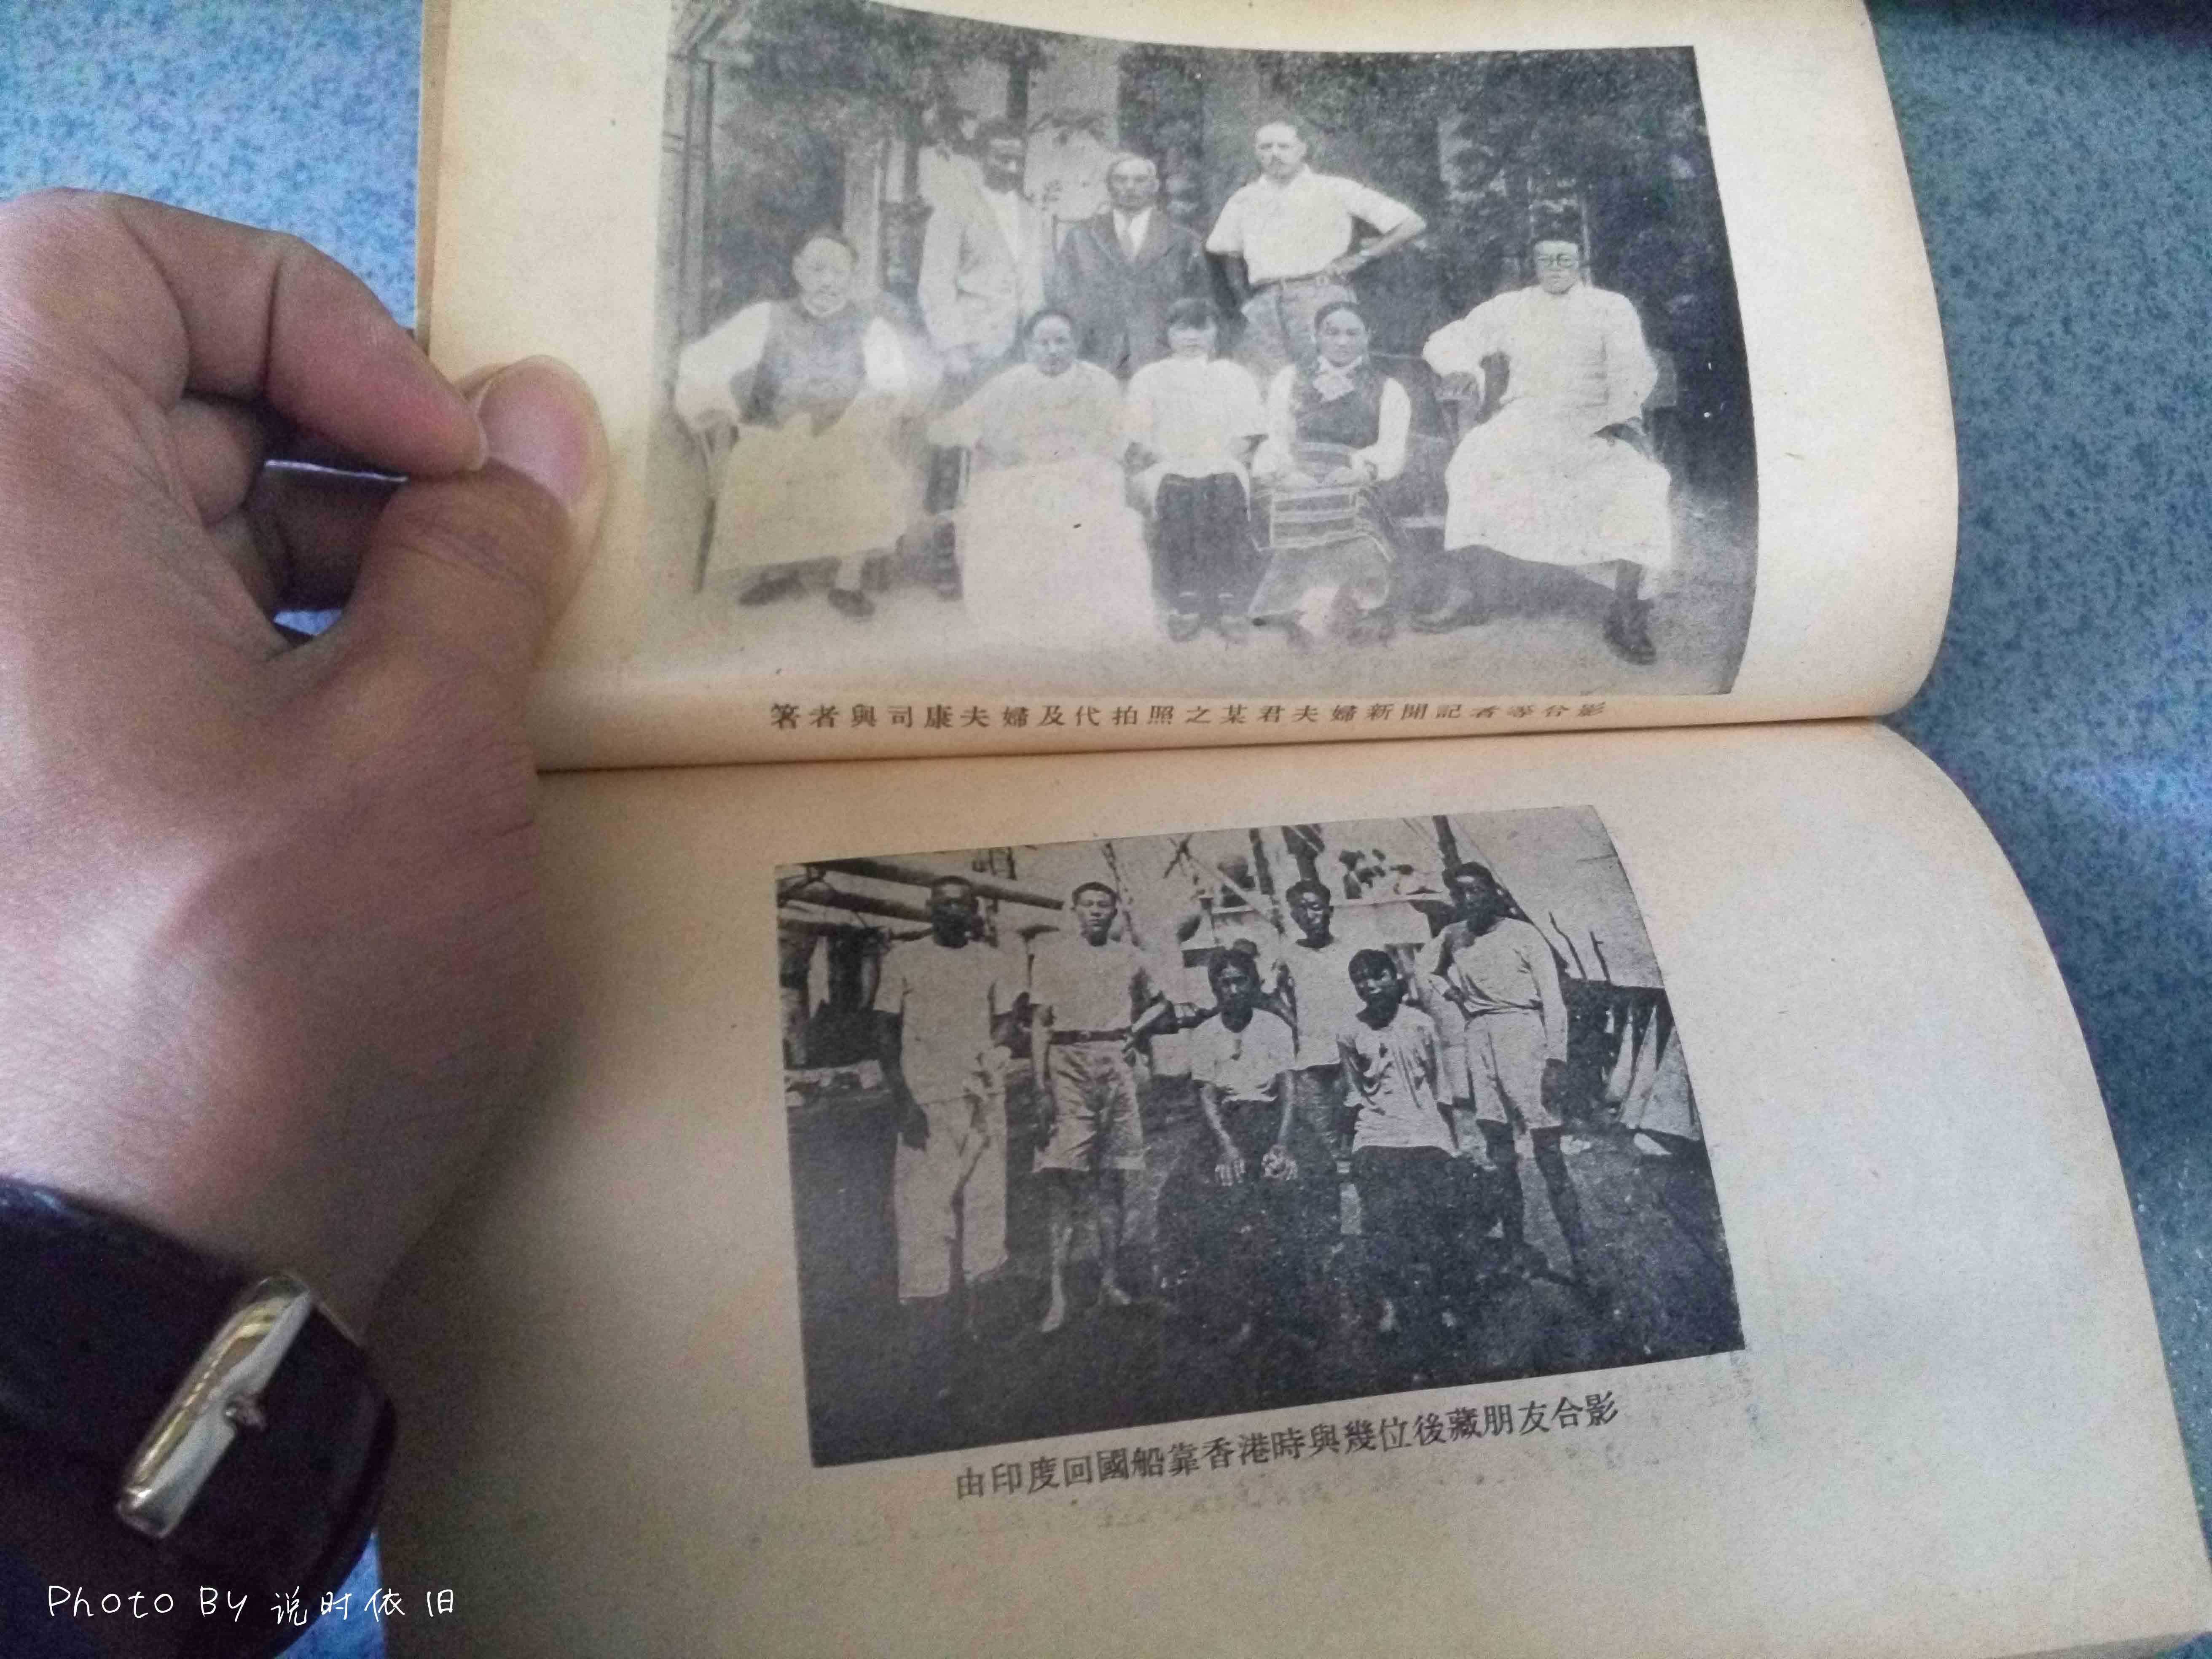 著者與司康夫婦及代拍照之某君夫婦新聞記者等合影
由印度回國船靠香港時與幾位後藏朋友合影
Photo By 说时依旧